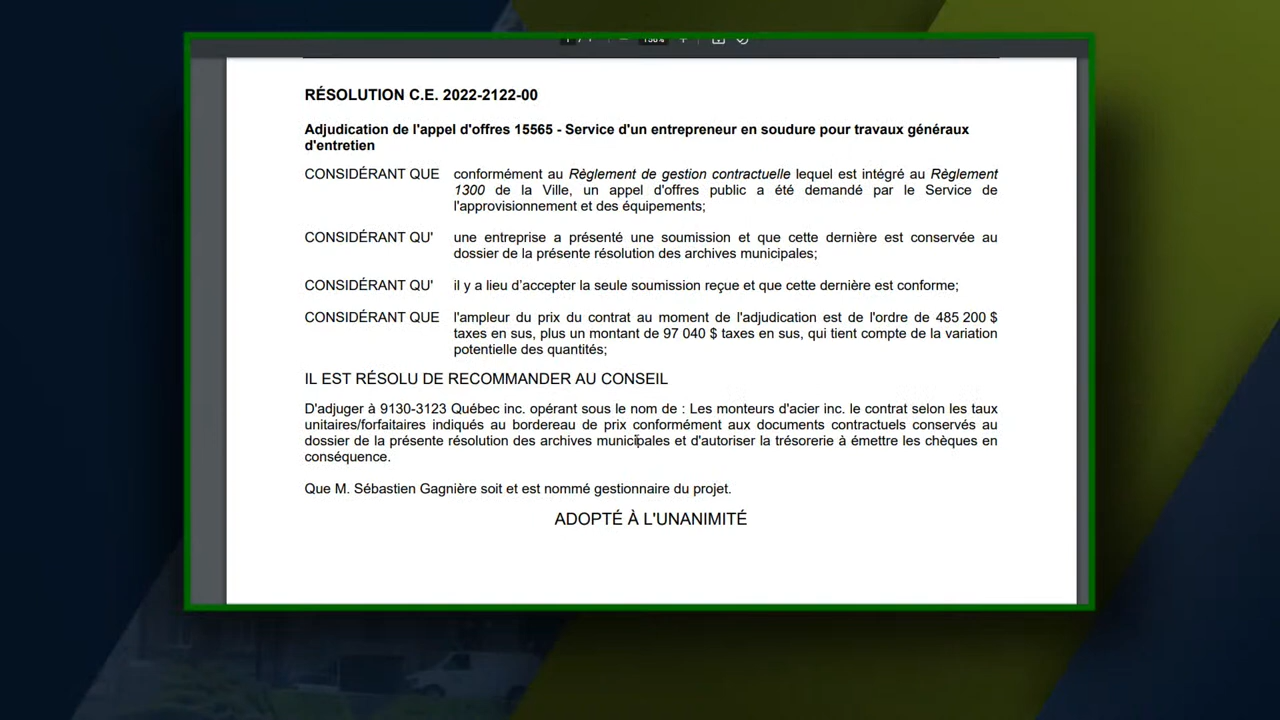 150%
RÉSOLUTION C.E. 2022-2122-00
Adjudication de l'appel d'offres 15565 - Service d'un entrepreneur en soudure pour travaux généraux
d'entretien
CONSIDÉRANT QUE conformément au Règlement de gestion contractuelle lequel est intégré au Règlement
1300 de la Ville, un appel d'offres public a été demandé par le Service de
l'approvisionnement et des équipements;
CONSIDÉRANT QU' une entreprise a présenté une soumission et que cette dernière est conservée au
dossier de la présente résolution des archives municipales;
CONSIDÉRANT QU' il y a lieu d’accepter la seule soumission reçue et que cette dernière est conforme;
CONSIDÉRANT QUE l'ampleur du prix du contrat au moment de l'adjudication est de l'ordre de 485 200 $
taxes en sus, plus un montant de 97 040 $ taxes en sus, qui tient compte de la variation
potentielle des quantités;
IL EST RÉSOLU DE RECOMMANDER AU CONSEIL
D'adjuger à 9130-3123 Québec inc. opérant sous le nom de : Les monteurs d'acier inc. le contrat selon les taux
unitaires/forfaitaires indiqués au bordereau de prix conformément aux documents contractuels conservés au
dossier de la présente résolution des archives municipales et d'autoriser la trésorerie à émettre les chèques en
conséquence.
Que M. Sébastien Gagnière soit et est nommé gestionnaire du projet.
ADOPTÉ À L'UNANIMITÉ